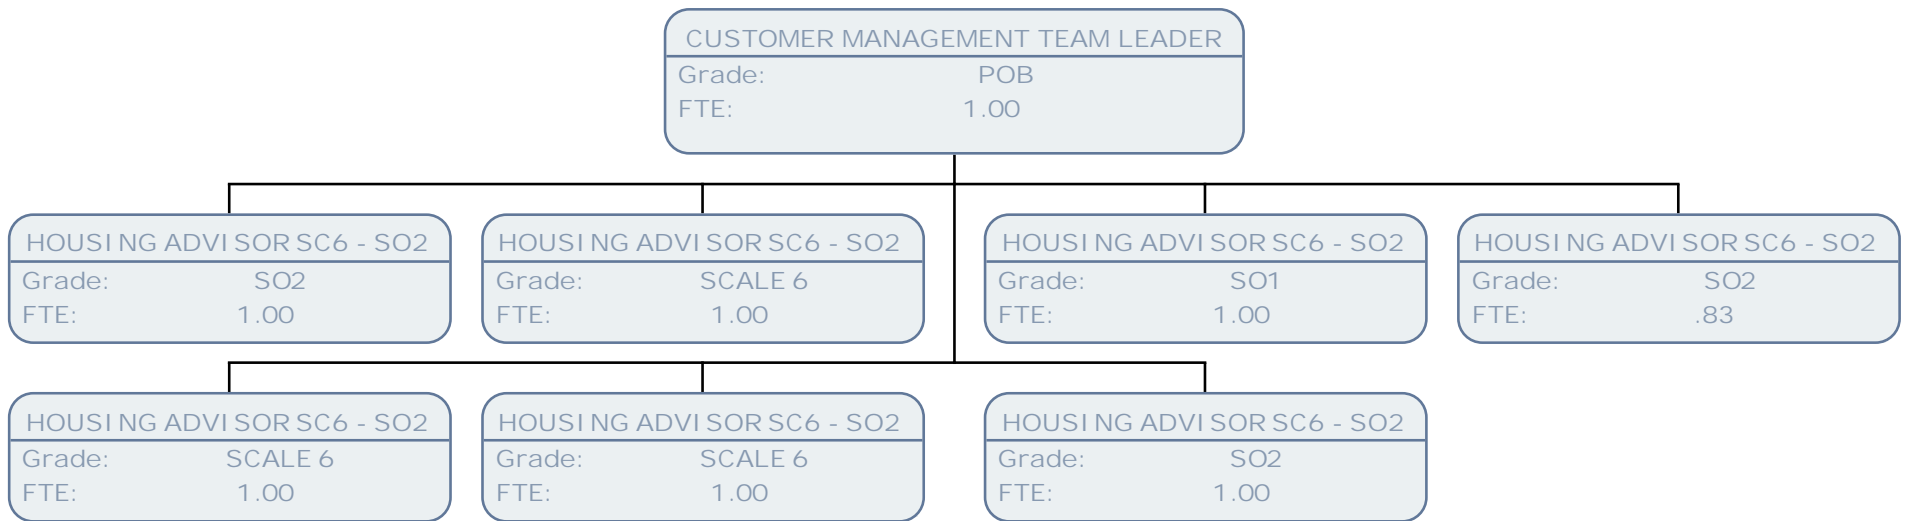 CUSTOMER MANAGEMENT TEAM LEADER
Grade: POB
FTE: 1.00
HOUSING ADVISOR SC6 - SO2
Grade: SO2
FTE: 1.00
HOUSING ADVISOR SC6 - SO2
Grade: SCALE 6
FTE: 1.00
HOUSING ADVISOR SC6 - SO2
Grade: SO1
FTE: 1.00
HOUSING ADVISOR SC6 - SO2
Grade: SO2
FTE: .83
HOUSING ADVISOR SC6 - SO2
Grade: SCALE 6
FTE: 1.00
HOUSING ADVISOR SC6 - SO2
Grade: SCALE 6
FTE: 1.00
HOUSING ADVISOR SC6 - SO2
Grade: SO2
FTE: 1.00